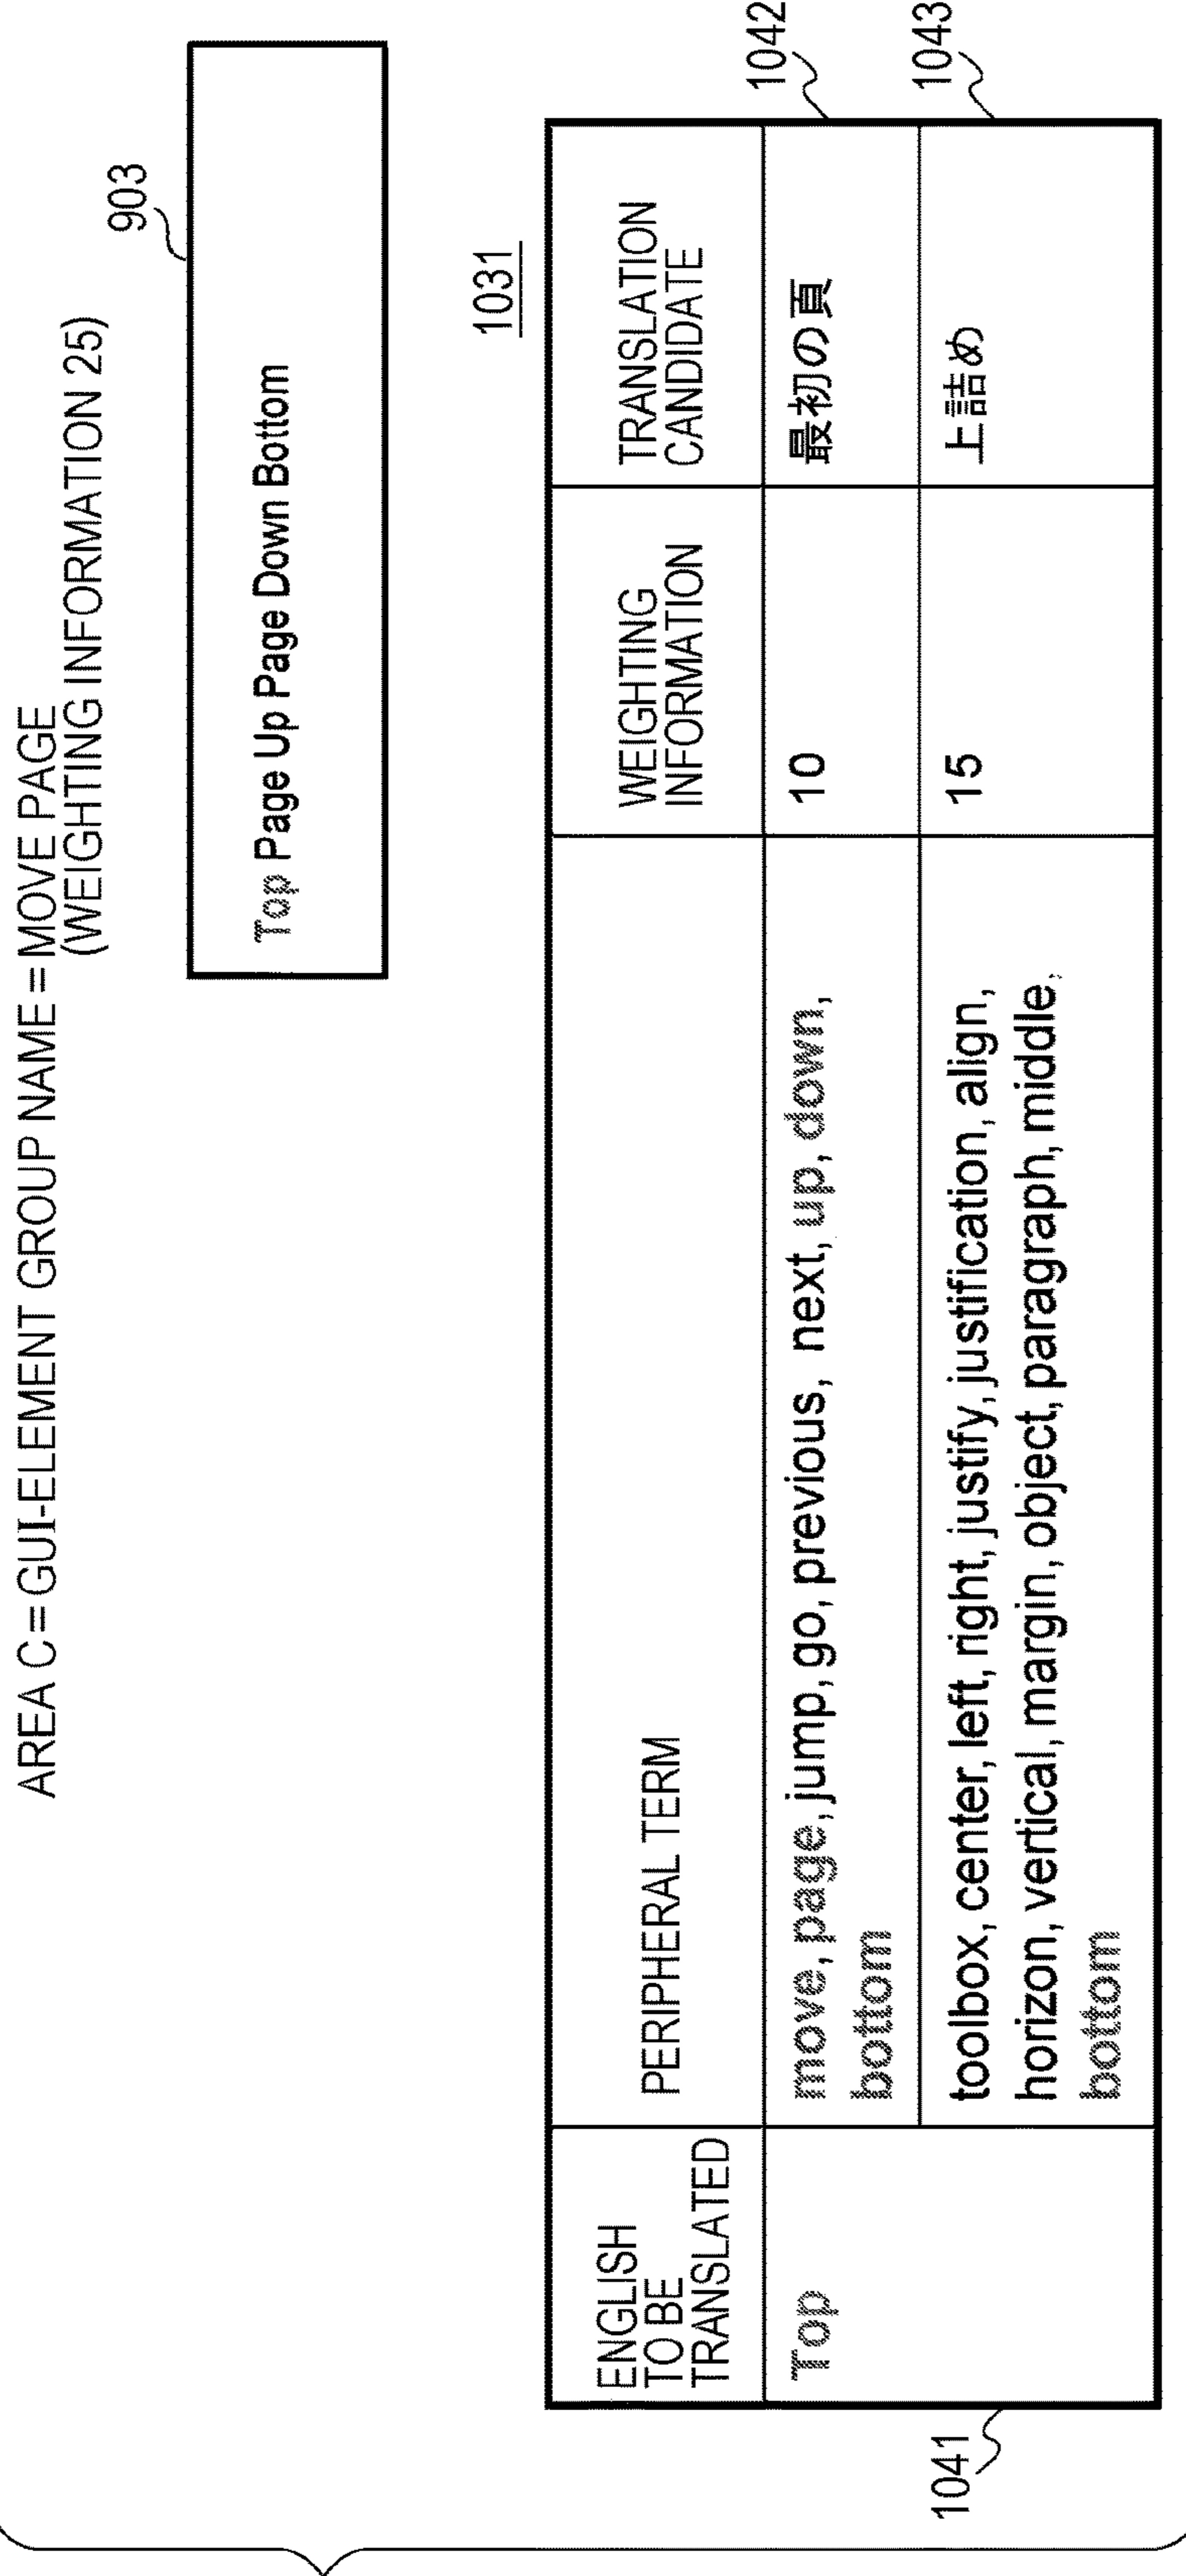 AREA C = GUI-ELEMENT GROUP NAME = MOVE PAGE
(WEIGHTING INFORMATION 25)
903
Top Page Up Page Down Bottom
1031
ENGLISH
TO BE
TRANSLATED
PERIPHERAL TERM
WEIGHTING
INFORMATION
TRANSLATION
CANDIDATE
Top
move, page, jump, go, previous, next, up, down,
bottom
10
最初の頁
1042
toolbox, center, left, right, justify, justification, align,
horizon, vertical, margin, object, paragraph, middle,
bottom
15
上詰め
1043
1041